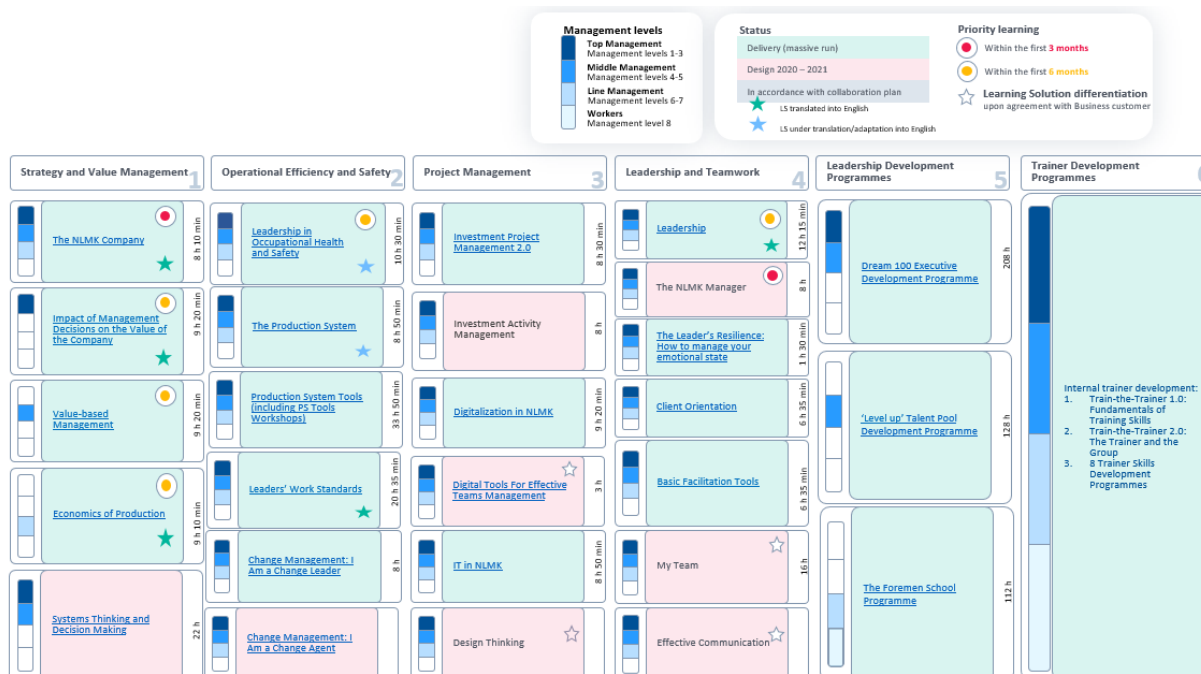 Management levels
Top Management
Management levels 1-3
Middle Management
Management levels 4-5
Line Management
Management levels 6-7
Workers
Management level 8
Status
Delivery (massive run)
Design 2020 – 2021
In accordance with collaboration plan
LS translated into English
LS under translation/adaptation into English
Priority learning
Within the first 3 months
Within the first 6 months
Learning Solution differentiation
upon agreement with Business customer
Strategy and Value Management 1
The NLMK Company
8 h 10 min
Impact of Management
Decisions on the Value of
the Company
9 h 20 min
Value-based
Management
9 h 20 min
Economics of Production
9 h 10 min
Systems Thinking and
Decision Making
22 h
Operational Efficiency and Safety 2
Leadership in
Occupational Health
and Safety
10 h 30 min
The Production System
8 h 50 min
Production System Tools
(including PS Tools
Workshops)
33 h 50 min
Leaders' Work Standards
20 h 35 min
Change Management: I
Am a Change Leader
8 h
Change Management: I
Am a Change Agent
Project Management 3
Investment Project
Management 2.0
8 h 30 min
Investment Activity
Management
8 h
Digitalization in NLMK
9 h 20 min
Digital Tools For Effective
Teams Management
3 h
IT in NLMK
8 h 50 min
Design Thinking
Leadership and Teamwork 4
Leadership
12 h 15 min
The NLMK Manager
8 h
The Leader's Resilience:
How to manage your
emotional state
1 h 30 min
Client Orientation
6 h 35 min
Basic Facilitation Tools
6 h 35 min
My Team
16 h
Effective Communication
Leadership Development
Programmes 5
Dream 100 Executive
Development Programme
208 h
'Level up' Talent Pool
Development Programme
128 h
The Foremen School
Programme
112 h
Trainer Development
Programmes
Internal trainer development:
1. Train-the-Trainer 1.0:
Fundamentals of
Training Skills
2. Train-the-Trainer 2.0:
The Trainer and the
Group
3. 8 Trainer Skills
Development
Programmes